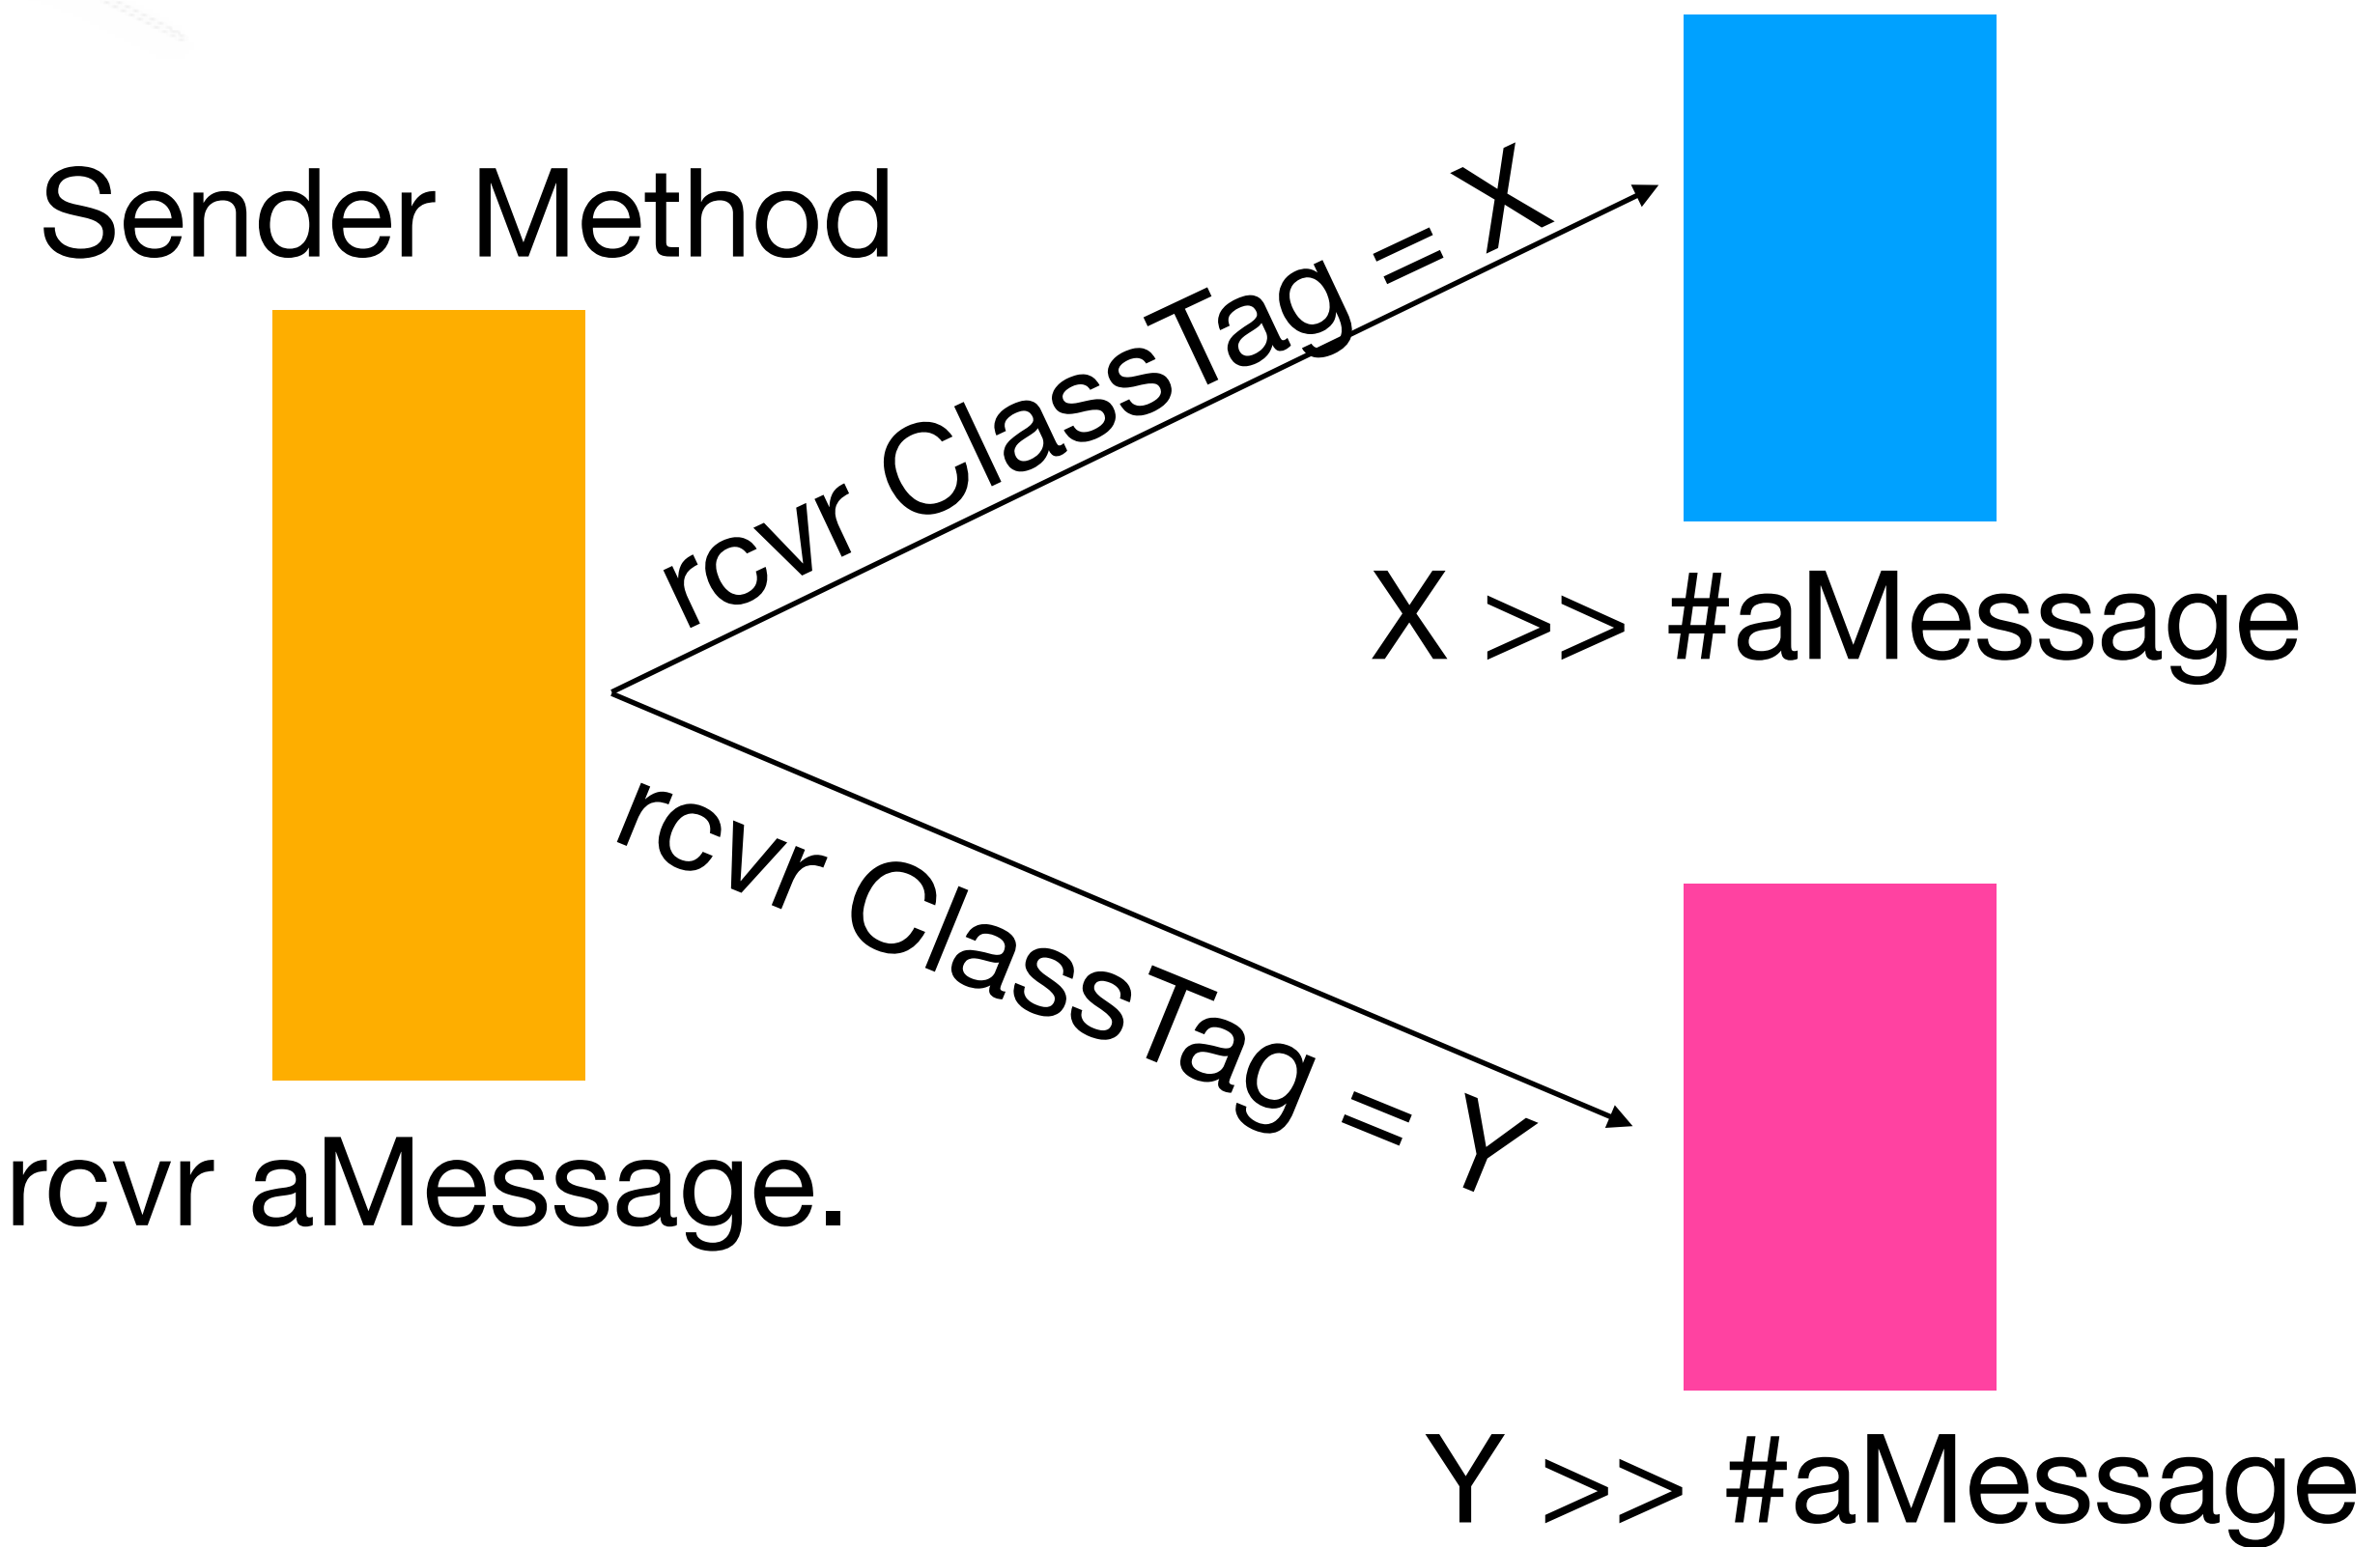 Sender Method
rcvr ClassTag = X
X >> #aMessage
rcvr ClassTag = Y
rcvr aMessage.
Y >> #aMessage